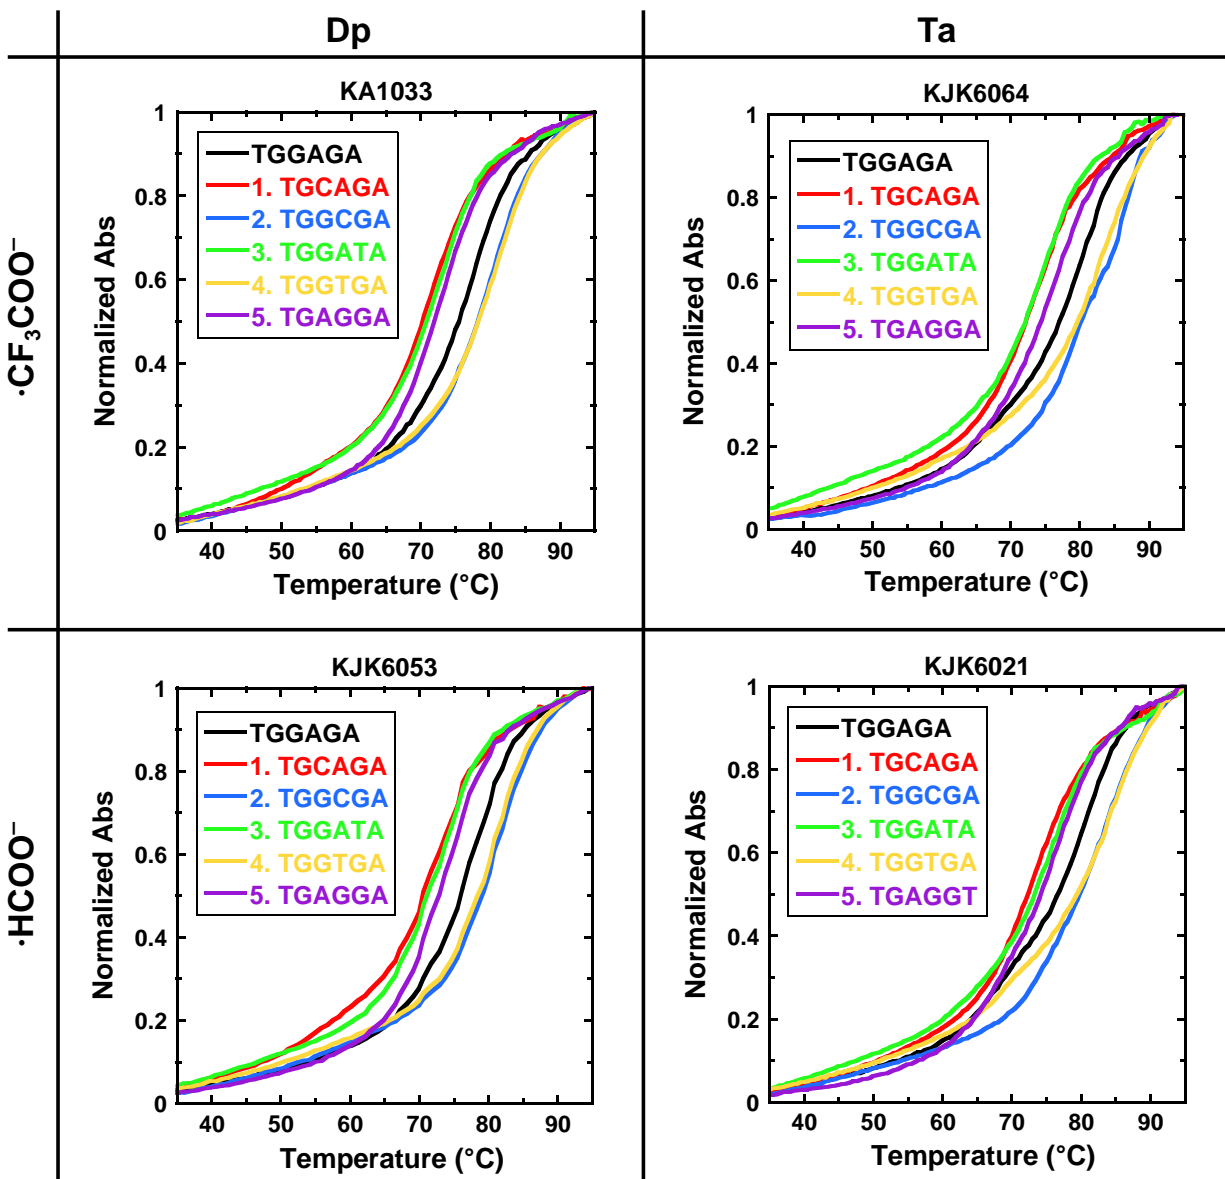 Dp
Ta
·CF₃COO⁻
KA1033
Normalized Abs
1
0.8
0.6
0.4
0.2
0
TGGAGA
1. TGCAGA
2. TGGCGA
3. TGGATA
4. TGGTGA
5. TGAGGA
40 50 60 70 80 90
Temperature (°C)
KJK6064
Normalized Abs
1
0.8
0.6
0.4
0.2
0
TGGAGA
1. TGCAGA
2. TGGCGA
3. TGGATA
4. TGGTGA
5. TGAGGA
40 50 60 70 80 90
Temperature (°C)
·HCOO⁻
KJK6053
Normalized Abs
1
0.8
0.6
0.4
0.2
0
TGGAGA
1. TGCAGA
2. TGGCGA
3. TGGATA
4. TGGTGA
5. TGAGGA
40 50 60 70 80 90
Temperature (°C)
KJK6021
Normalized Abs
1
0.8
0.6
0.4
0.2
0
TGGAGA
1. TGCAGA
2. TGGCGA
3. TGGATA
4. TGGTGA
5. TGAGGT
40 50 60 70 80 90
Temperature (°C)